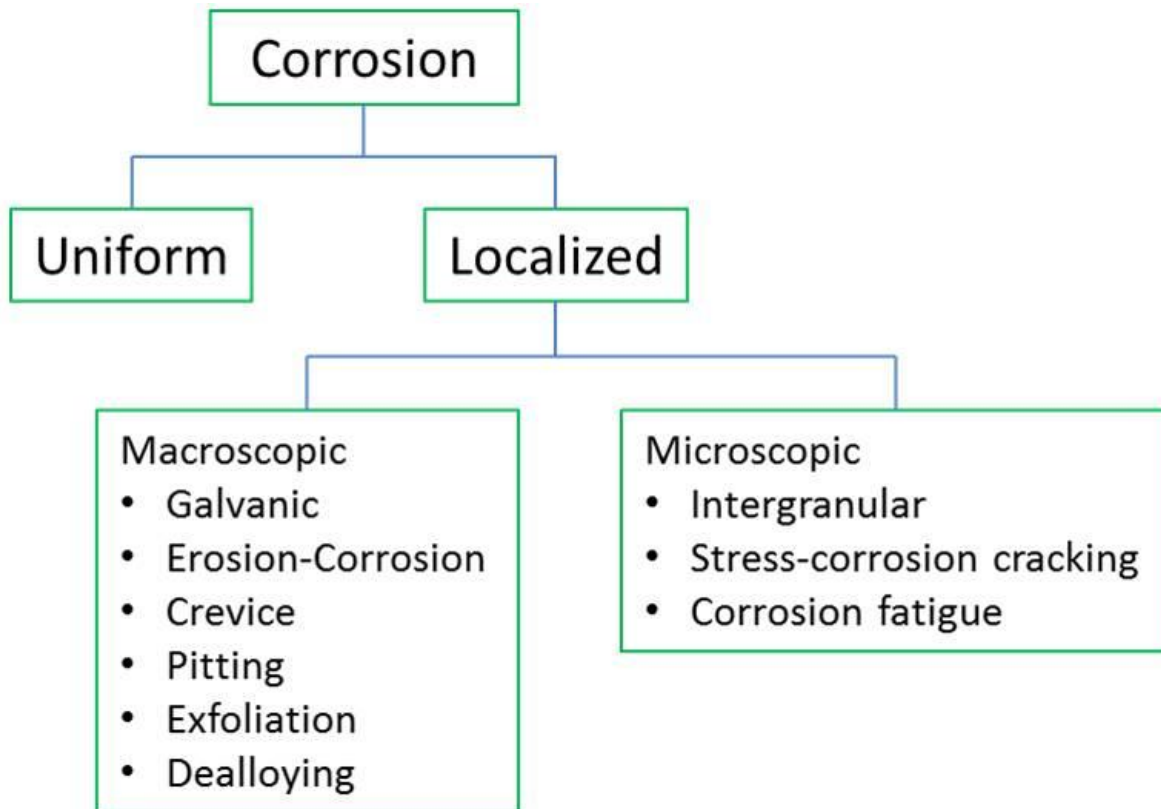 Corrosion
Uniform
Localized
Macroscopic
• Galvanic
• Erosion-Corrosion
• Crevice
• Pitting
• Exfoliation
• Dealloying
Microscopic
• Intergranular
• Stress-corrosion cracking
• Corrosion fatigue